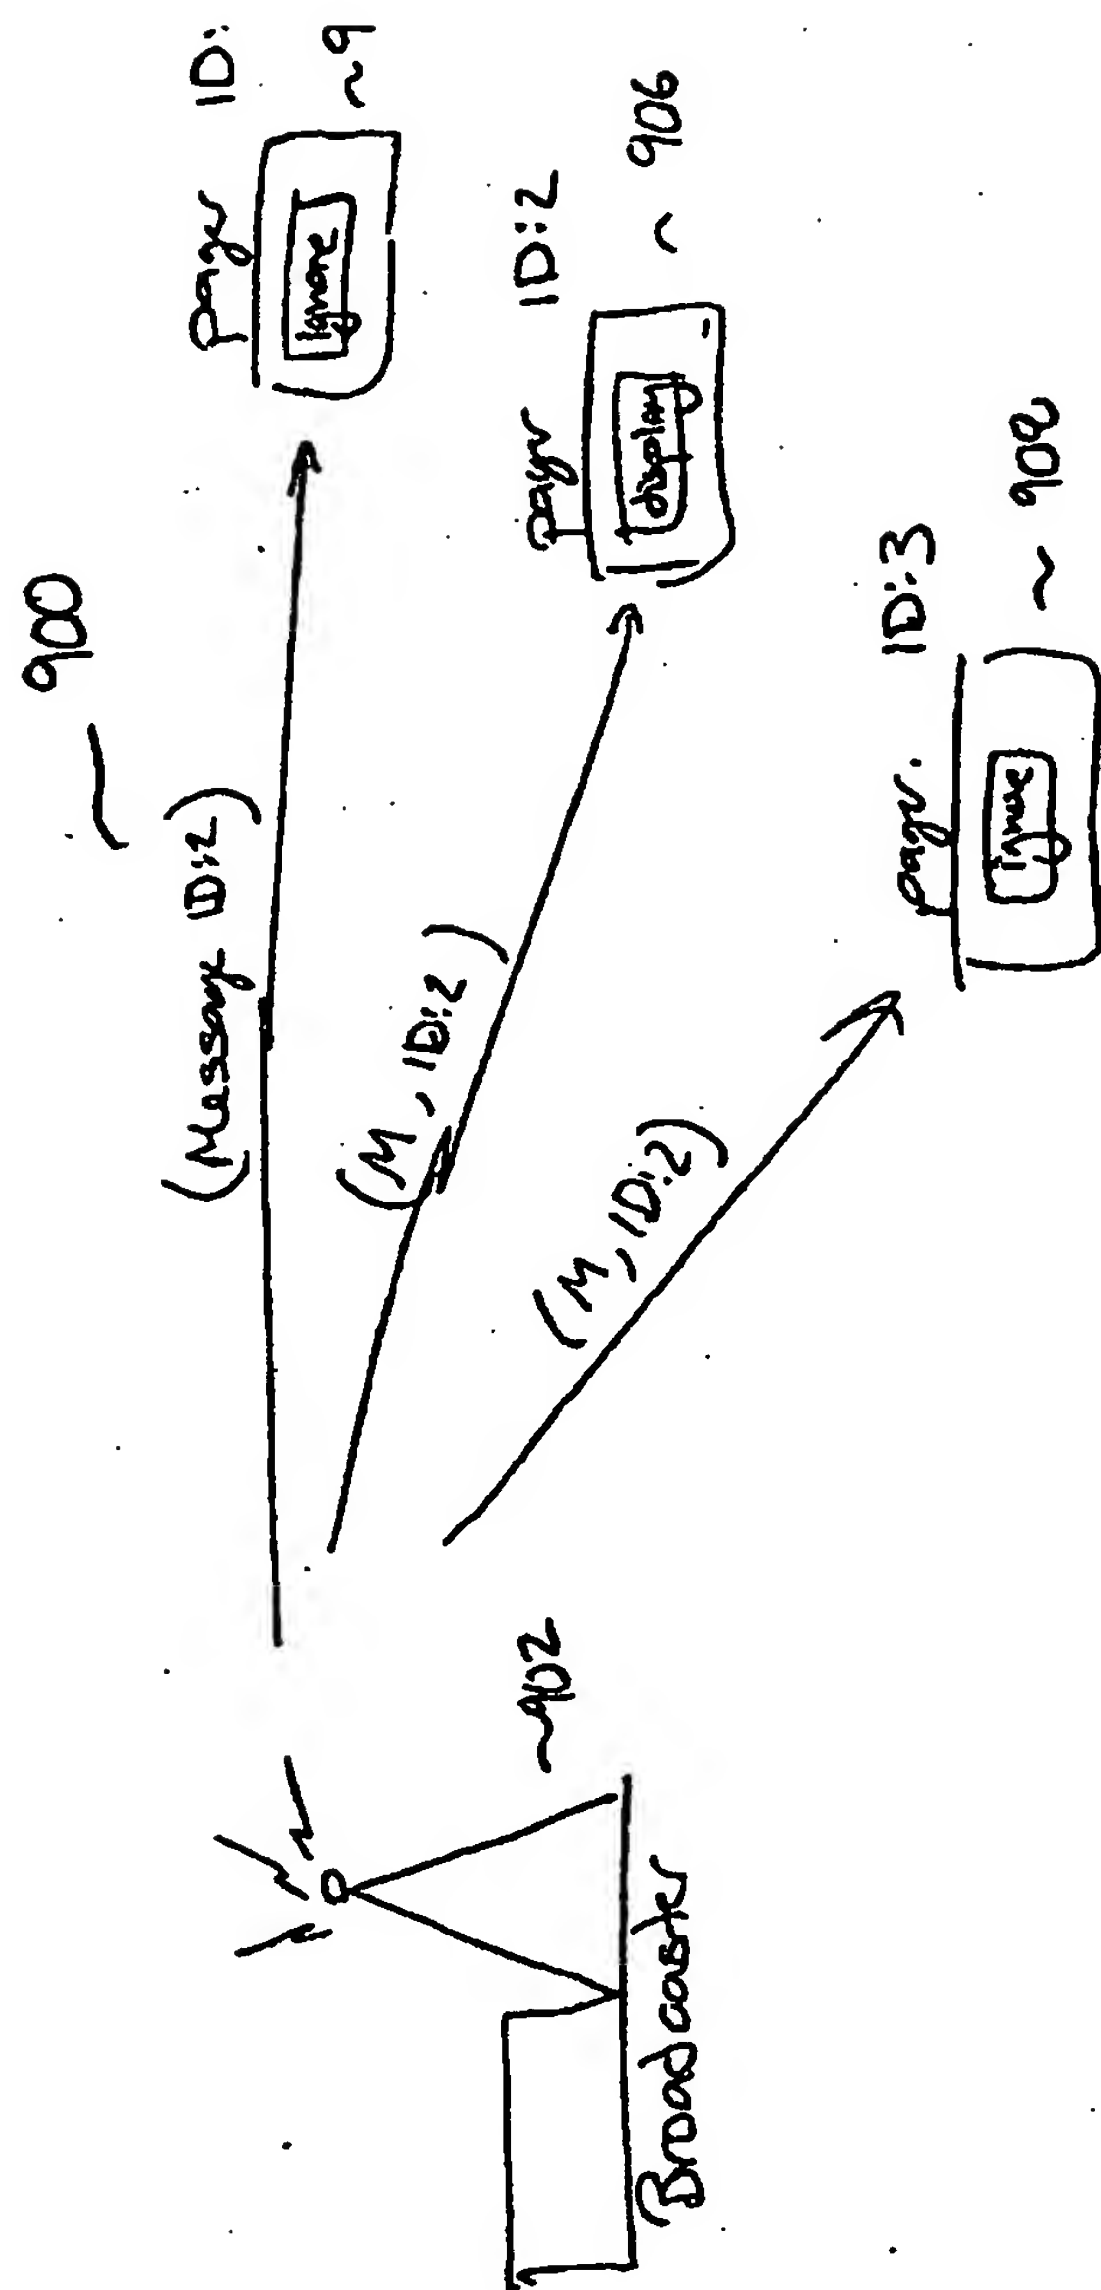 900
(Message ID:2)
pager
ID:
~9
Ignore
(M, ID:2)
pager
ID:2
~ 906
display
(M, ID:2)
pager.
ID:3
~ 908
Ignore
~902
Broadcaster